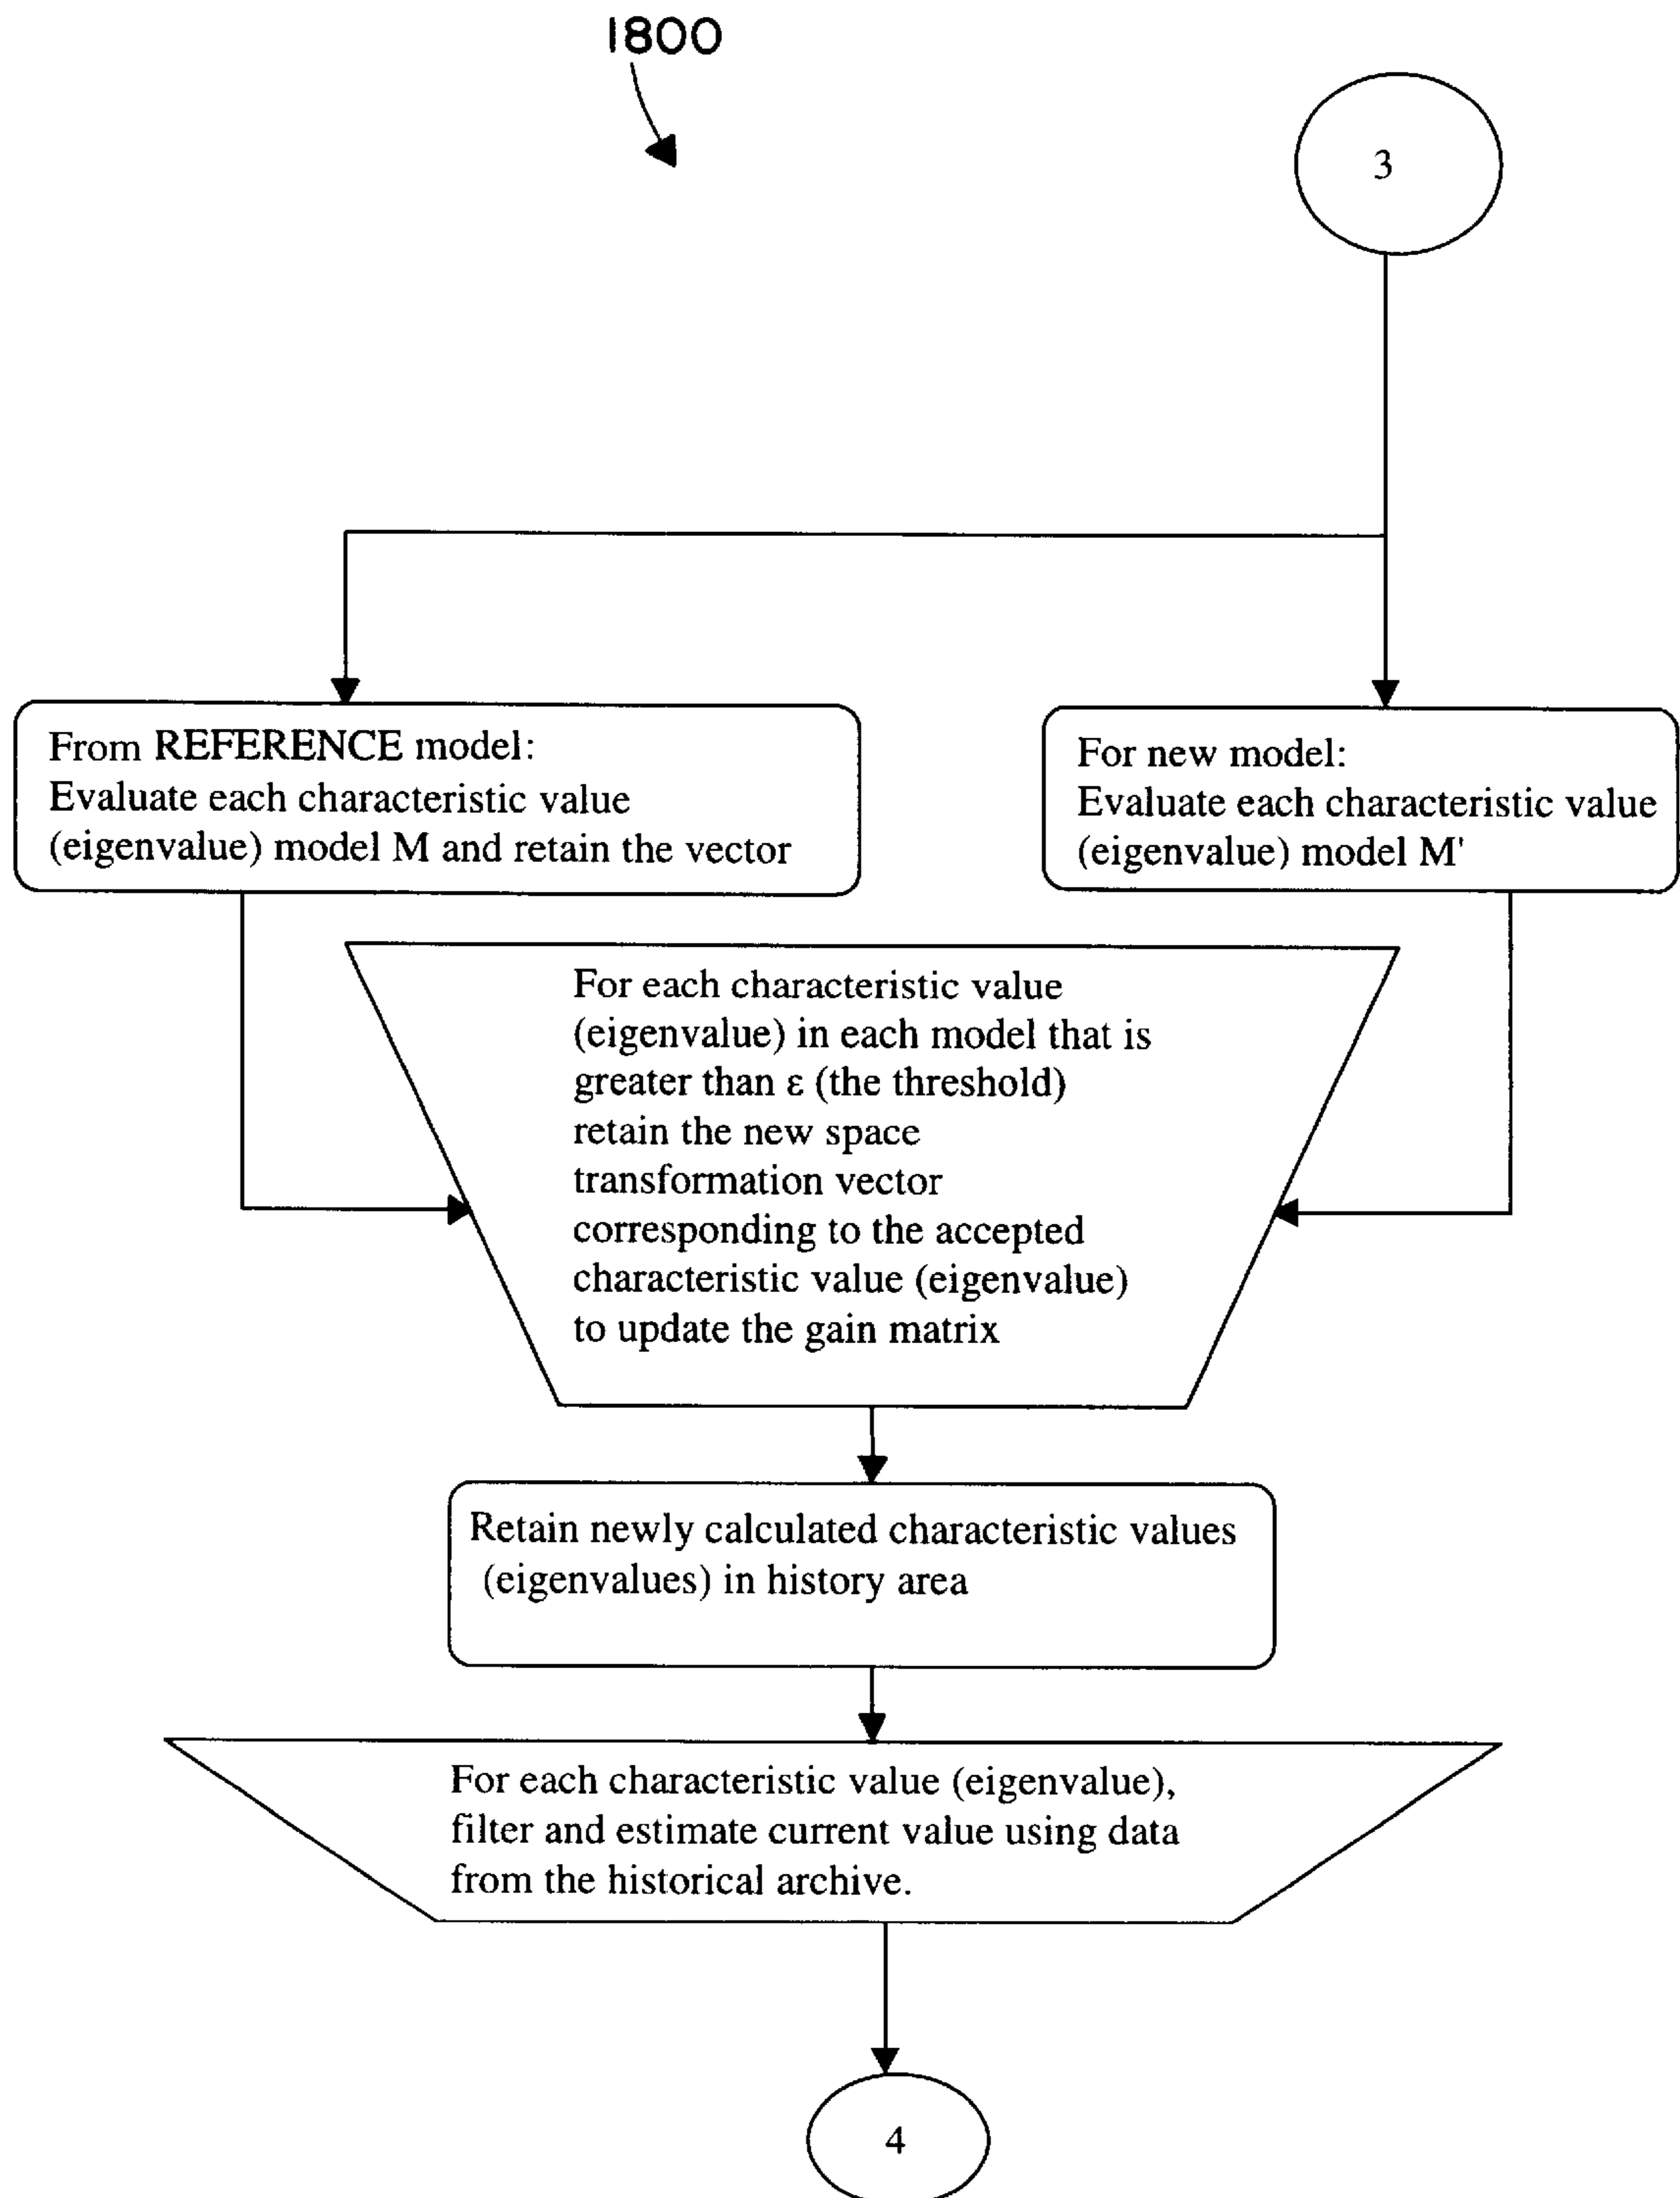 1800
3
From REFERENCE model:
Evaluate each characteristic value
(eigenvalue) model M and retain the vector
For new model:
Evaluate each characteristic value
(eigenvalue) model M'
For each characteristic value
(eigenvalue) in each model that is
greater than ε (the threshold)
retain the new space
transformation vector
corresponding to the accepted
characteristic value (eigenvalue)
to update the gain matrix
Retain newly calculated characteristic values
(eigenvalues) in history area
For each characteristic value (eigenvalue),
filter and estimate current value using data
from the historical archive.
4